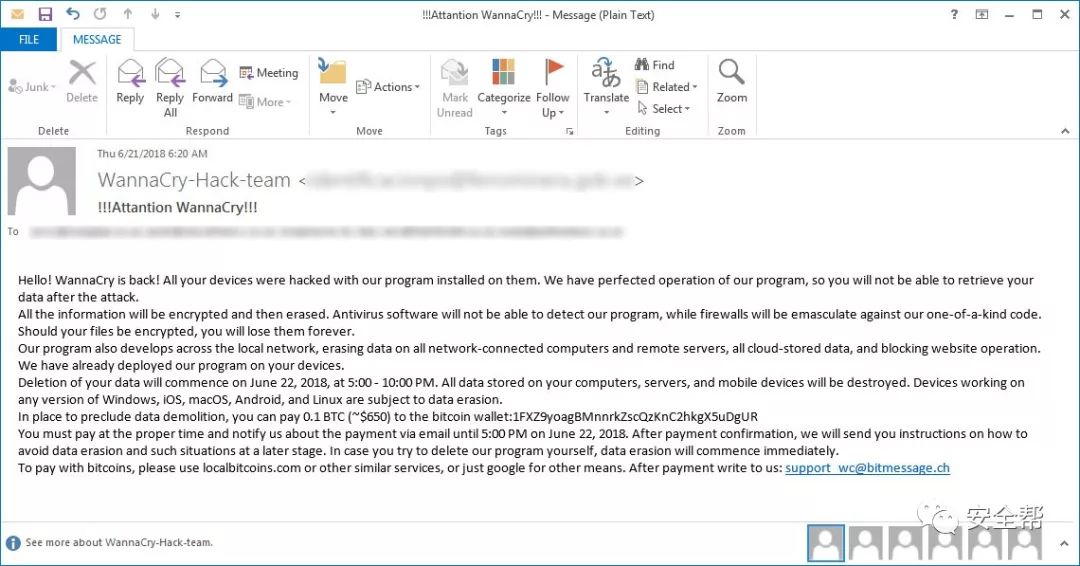 !!!Attantion WannaCry!!! - Message (Plain Text)
FILE
MESSAGE
Junk
Delete
Reply
Reply All
Forward
Meeting
More
Move
Actions
Mark Unread
Categorize
Follow Up
Translate
Find
Related
Select
Zoom
Delete
Respond
Move
Tags
Editing
Zoom
Thu 6/21/2018 6:20 AM
WannaCry-Hack-team < >
!!!Attantion WannaCry!!!
To
Hello! WannaCry is back! All your devices were hacked with our program installed on them. We have perfected operation of our program, so you will not be able to retrieve your
data after the attack.
All the information will be encrypted and then erased. Antivirus software will not be able to detect our program, while firewalls will be emasculate against our one-of-a-kind code.
Should your files be encrypted, you will lose them forever.
Our program also develops across the local network, erasing data on all network-connected computers and remote servers, all cloud-stored data, and blocking website operation.
We have already deployed our program on your devices.
Deletion of your data will commence on June 22, 2018, at 5:00 - 10:00 PM. All data stored on your computers, servers, and mobile devices will be destroyed. Devices working on
any version of Windows, iOS, macOS, Android, and Linux are subject to data erasion.
In place to preclude data demolition, you can pay 0.1 BTC (~$650) to the bitcoin wallet:1FXZ9yoagBMnnrkZscQzKnC2hkgX5uDgUR
You must pay at the proper time and notify us about the payment via email until 5:00 PM on June 22, 2018. After payment confirmation, we will send you instructions on how to
avoid data erasion and such situations at a later stage. In case you try to delete our program yourself, data erasion will commence immediately.
To pay with bitcoins, please use localbitcoins.com or other similar services, or just google for other means. After payment write to us: support_wc@bitmessage.ch
安全帮
See more about WannaCry-Hack-team.